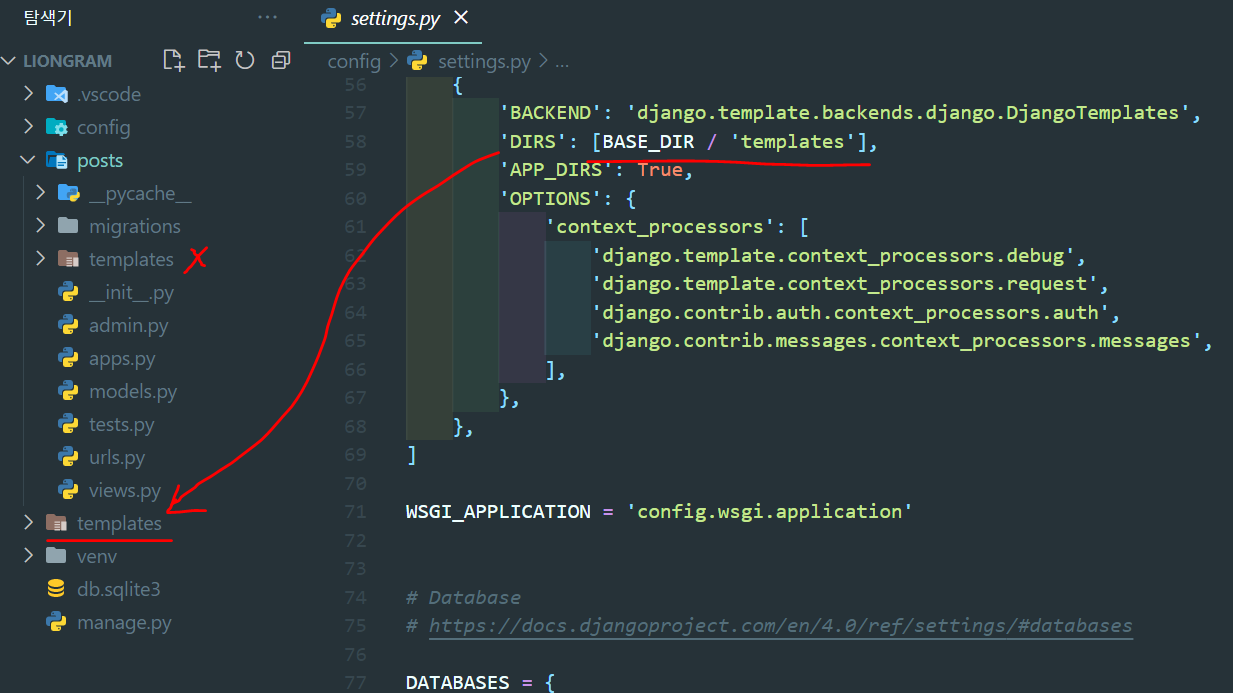 탐색기
···
LIONGRAM
.vscode
config
posts
__pycache__
migrations
templates X
__init__.py
admin.py
apps.py
models.py
tests.py
urls.py
views.py
templates
venv
db.sqlite3
manage.py
settings.py
config > settings.py > ...
56 {
57 'BACKEND': 'django.template.backends.django.DjangoTemplates',
58 'DIRS': [BASE_DIR / 'templates'],
59 'APP_DIRS': True,
60 'OPTIONS': {
61 'context_processors': [
62 'django.template.context_processors.debug',
63 'django.template.context_processors.request',
64 'django.contrib.auth.context_processors.auth',
65 'django.contrib.messages.context_processors.messages',
66 ],
67 },
68 },
69 ]
70
71 WSGI_APPLICATION = 'config.wsgi.application'
72
73
74 # Database
75 # https://docs.djangoproject.com/en/4.0/ref/settings/#databases
76
77 DATABASES = {